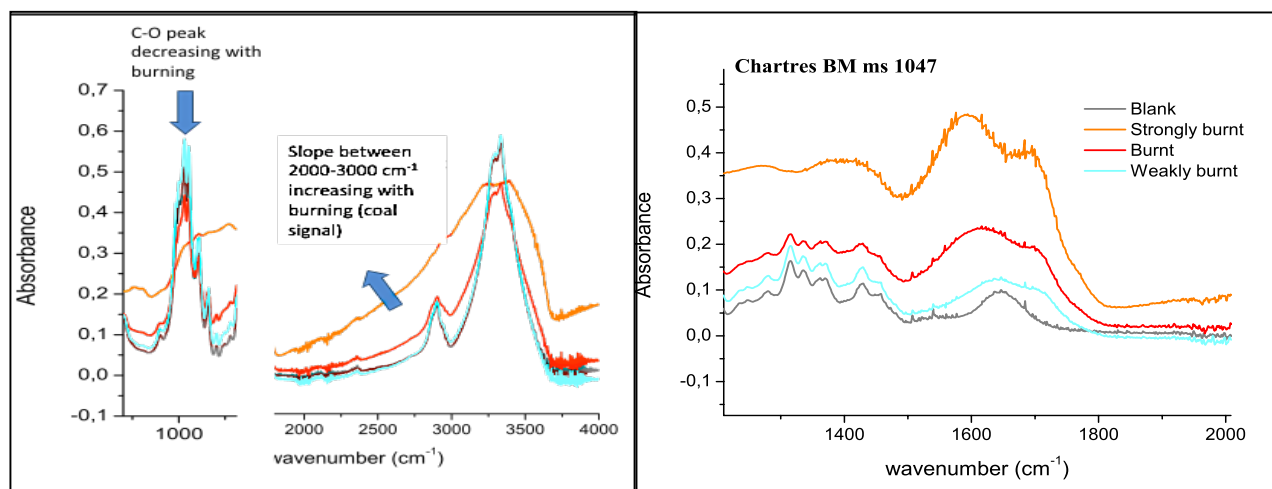 C-O peak
decreasing with
burning
0,7
0,6
0,5
0,4
0,3
0,2
0,1
0,0
-0,1
Absorbance
Slope between
2000-3000 cm⁻¹
increasing with
burning (coal
signal)
1000
2000
2500
3000
3500
4000
wavenumber (cm⁻¹)
Chartres BM ms 1047
Blank
Strongly burnt
Burnt
Weakly burnt
0,5
0,4
0,3
0,2
0,1
0,0
-0,1
Absorbance
1400
1600
1800
2000
wavenumber (cm⁻¹)